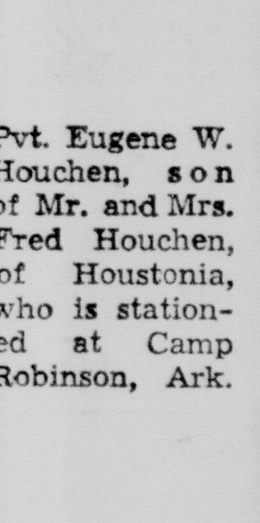 Pvt. Eugene W.
Houchen, son
of Mr. and Mrs.
Fred Houchen,
of Houstonia,
who is station-
ed at Camp
Robinson, Ark.